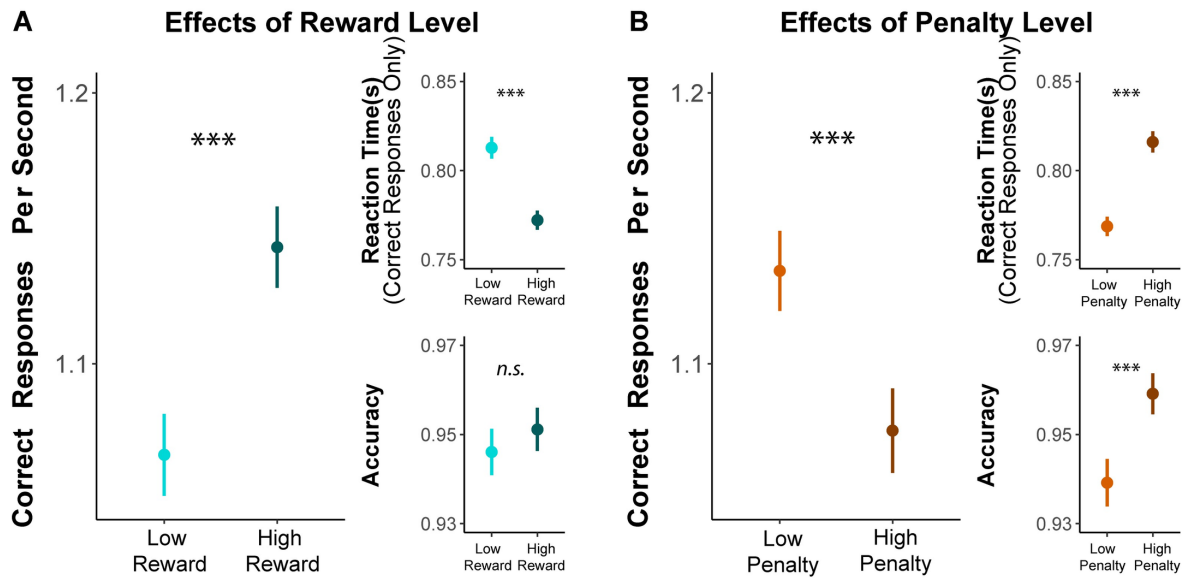 A
Effects of Reward Level
Correct Responses Per Second
1.2
1.1
***
Low
Reward
High
Reward
Reaction Time(s)
(Correct Responses Only)
0.85
0.80
0.75
***
Low
Reward
High
Reward
Accuracy
0.97
0.95
0.93
n.s.
Low
Reward
High
Reward
B
Effects of Penalty Level
Correct Responses Per Second
1.2
1.1
***
Low
Penalty
High
Penalty
Reaction Time(s)
(Correct Responses Only)
0.85
0.80
0.75
***
Low
Penalty
High
Penalty
Accuracy
0.97
0.95
0.93
***
Low
Penalty
High
Penalty